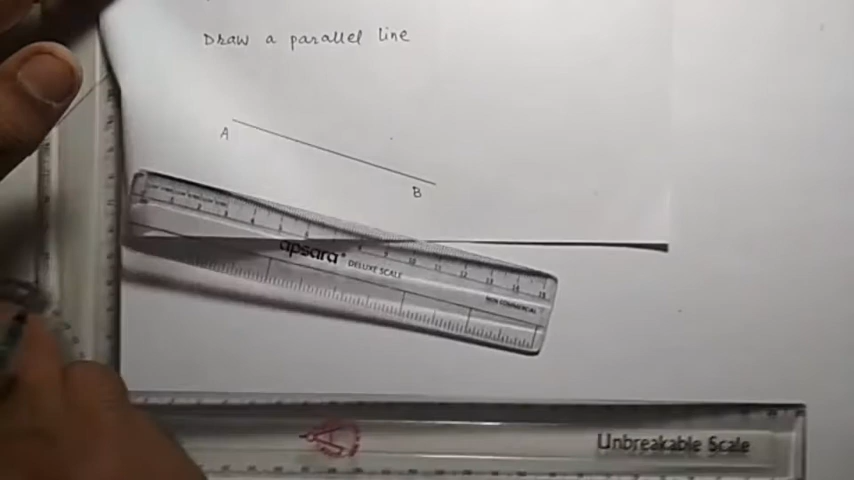 Draw a parallel line
A
B
apsara
DELUXE SCALE
NON COMMERCIAL
Unbreakable Scale